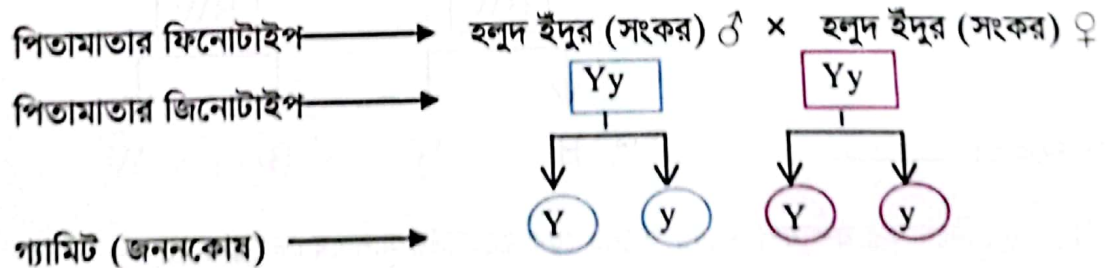 পিতামাতার ফিনোটাইপ → হলুদ ইঁদুর (সংকর) ♂ × হলুদ ইঁদুর (সংকর) ♀
পিতামাতার জিনোটাইপ → Yy Yy
গ্যামিট (জননকোষ) → Y y Y y